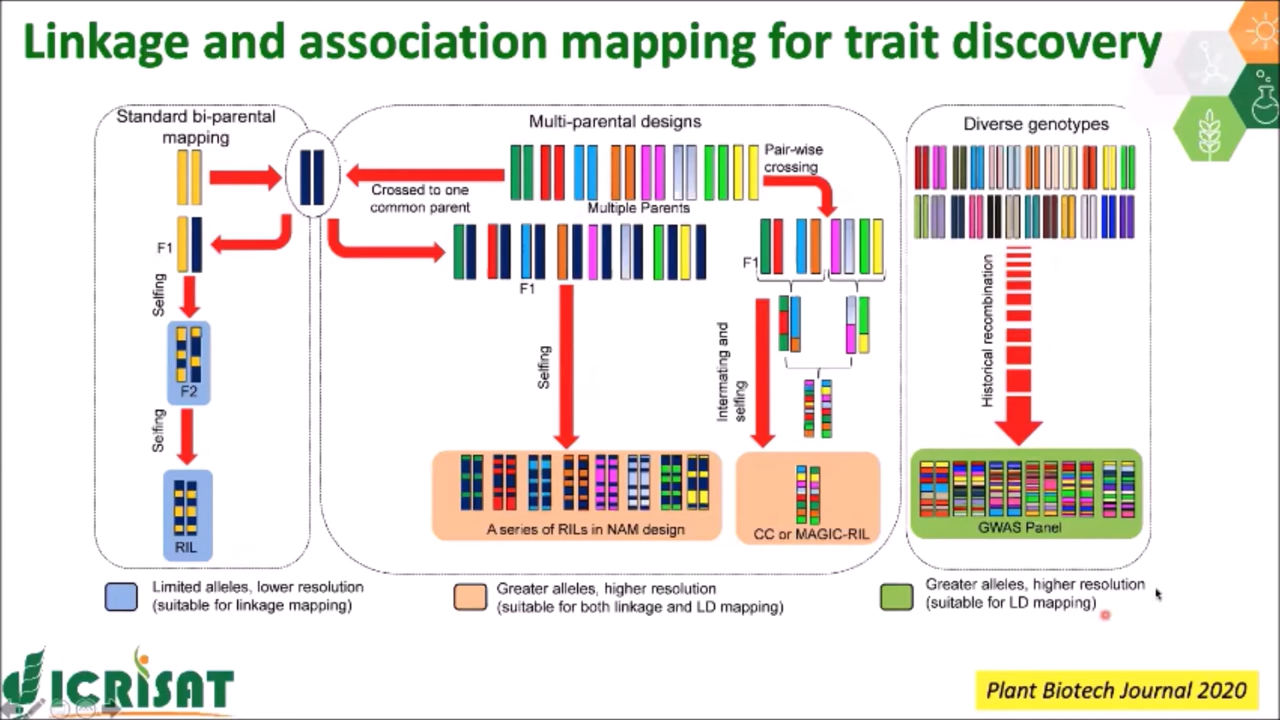 Linkage and association mapping for trait discovery
Standard bi-parental
mapping
F1
Selfing
F2
Selfing
RIL
Multi-parental designs
Crossed to one
common parent
Multiple Parents
Pair-wise
crossing
F1
Selfing
A series of RILs in NAM design
F1
Intermating and
selfing
CC or MAGIC-RIL
Diverse genotypes
Historical recombination
GWAS Panel
Limited alleles, lower resolution
(suitable for linkage mapping)
Greater alleles, higher resolution
(suitable for both linkage and LD mapping)
Greater alleles, higher resolution
(suitable for LD mapping)
ICRISAT
Plant Biotech Journal 2020